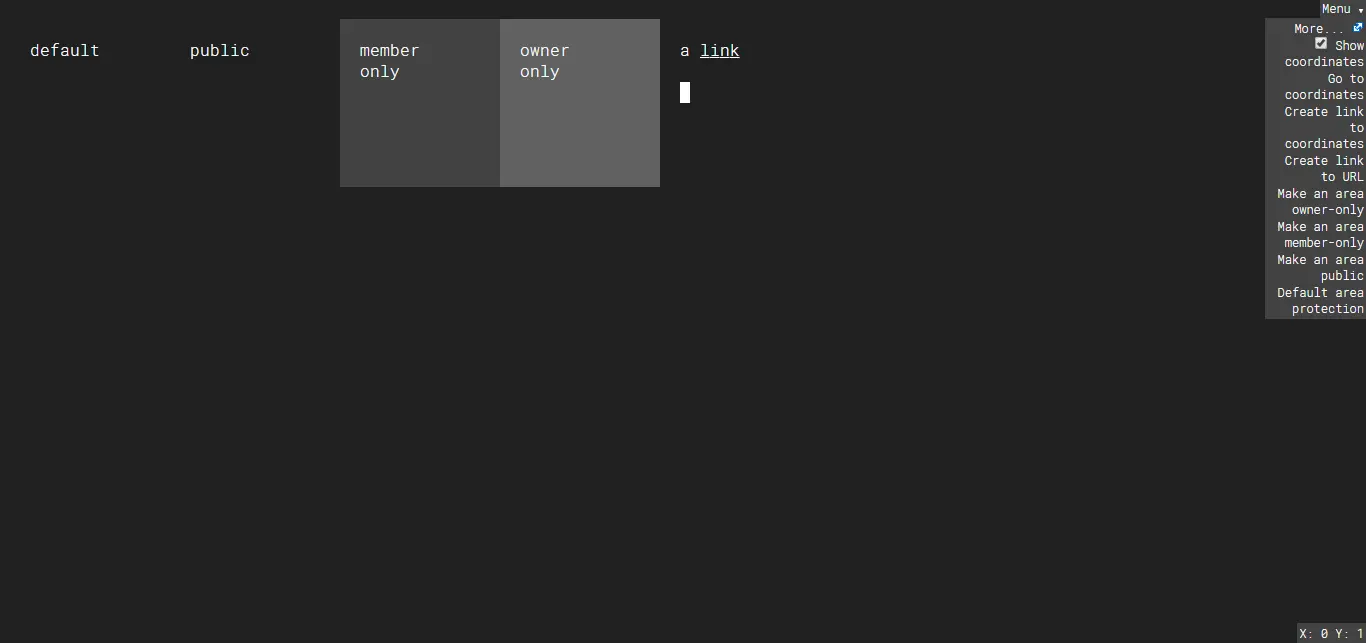 default
public
member
only
owner
only
a link
Menu ▾
More...
Show
coordinates
Go to
coordinates
Create link
to
coordinates
Create link
to URL
Make an area
owner-only
Make an area
member-only
Make an area
public
Default area
protection
X: 0 Y: 1